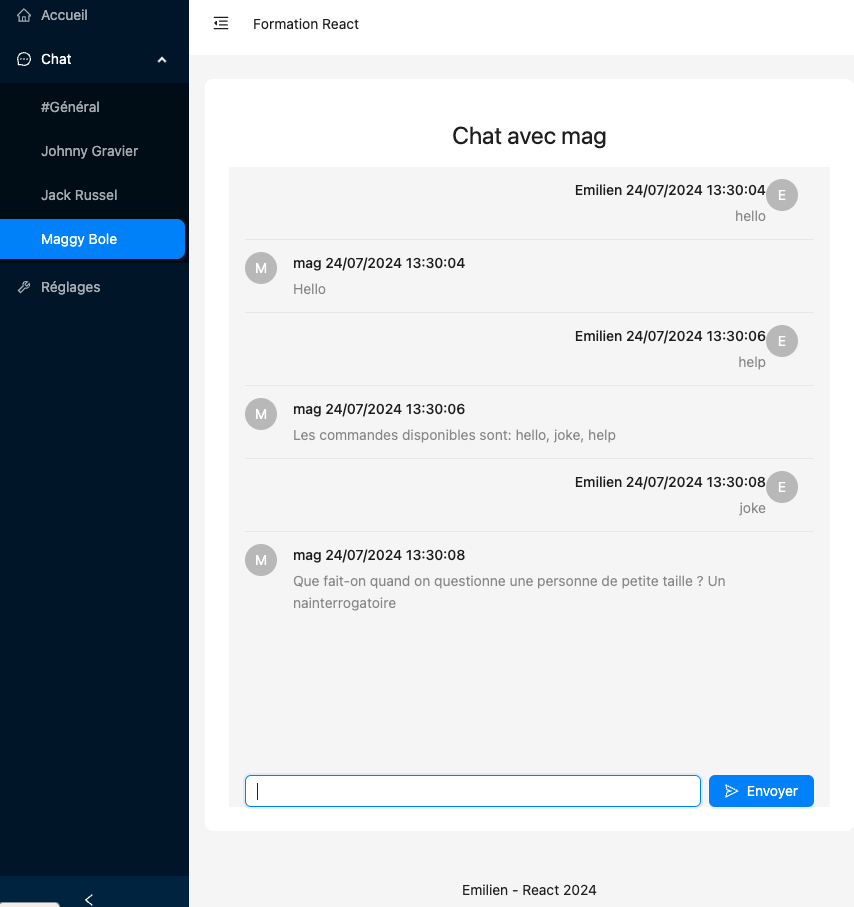 Accueil
Chat
#Général
Johnny Gravier
Jack Russel
Maggy Bole
Réglages
Formation React
Chat avec mag
Emilien 24/07/2024 13:30:04
E
hello
M
mag 24/07/2024 13:30:04
Hello
Emilien 24/07/2024 13:30:06
E
help
M
mag 24/07/2024 13:30:06
Les commandes disponibles sont: hello, joke, help
Emilien 24/07/2024 13:30:08
E
joke
M
mag 24/07/2024 13:30:08
Que fait-on quand on questionne une personne de petite taille ? Un
nainterrogatoire
Envoyer
Emilien - React 2024